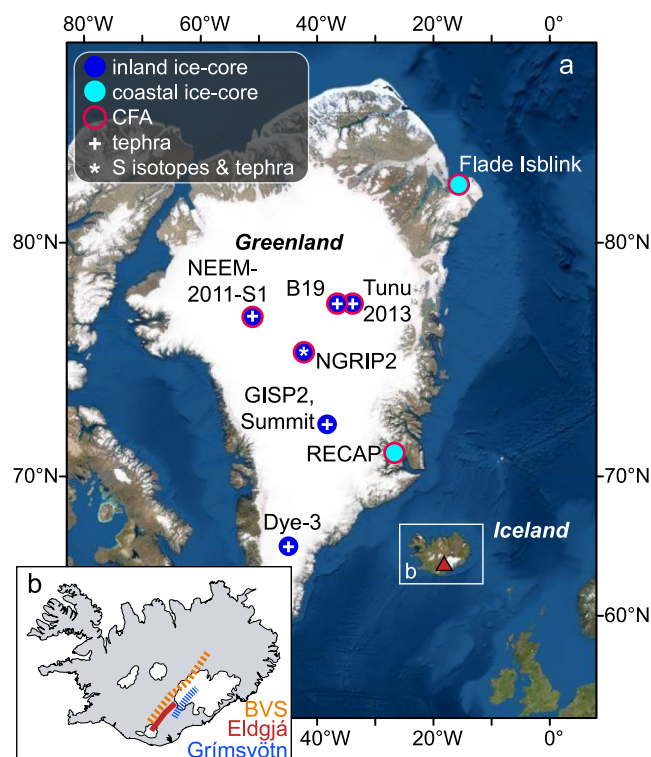 80°W 60°W 40°W 20°W 0°
a
inland ice-core
coastal ice-core
CFA
+ tephra
* S isotopes & tephra
Flade Isblink
80°N 80°N
Greenland
NEEM-
2011-S1
B19
Tunu
2013
NGRIP2
GISP2,
Summit
RECAP
70°N 70°N
Dye-3
Iceland
b
60°N
b
BVS
Eldgjá
Grímsvötn
40°W 20°W 0°